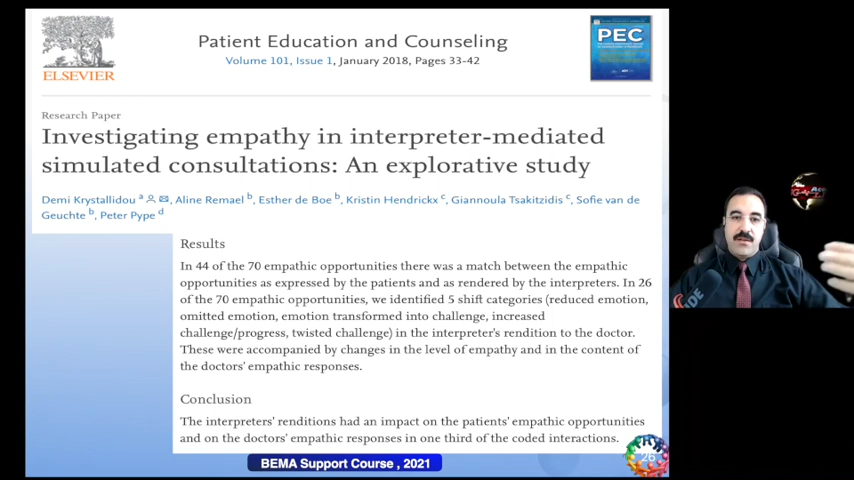 Patient Education and Counseling
Volume 101, Issue 1, January 2018, Pages 33-42
ELSEVIER
PEC
Research Paper
Investigating empathy in interpreter-mediated
simulated consultations: An explorative study
Demi Krystallidou a, Aline Remael b, Esther de Boe b, Kristin Hendrickx c, Giannoula Tsakitzidis c, Sofie van de
Geuchte b, Peter Pype d
Results
In 44 of the 70 empathic opportunities there was a match between the empathic
opportunities as expressed by the patients and as rendered by the interpreters. In 26
of the 70 empathic opportunities, we identified 5 shift categories (reduced emotion,
omitted emotion, emotion transformed into challenge, increased
challenge/progress, twisted challenge) in the interpreter's rendition to the doctor.
These were accompanied by changes in the level of empathy and in the content of
the doctors' empathic responses.
Conclusion
The interpreters' renditions had an impact on the patients' empathic opportunities
and on the doctors' empathic responses in one third of the coded interactions.
BEMA Support Course , 2021
26